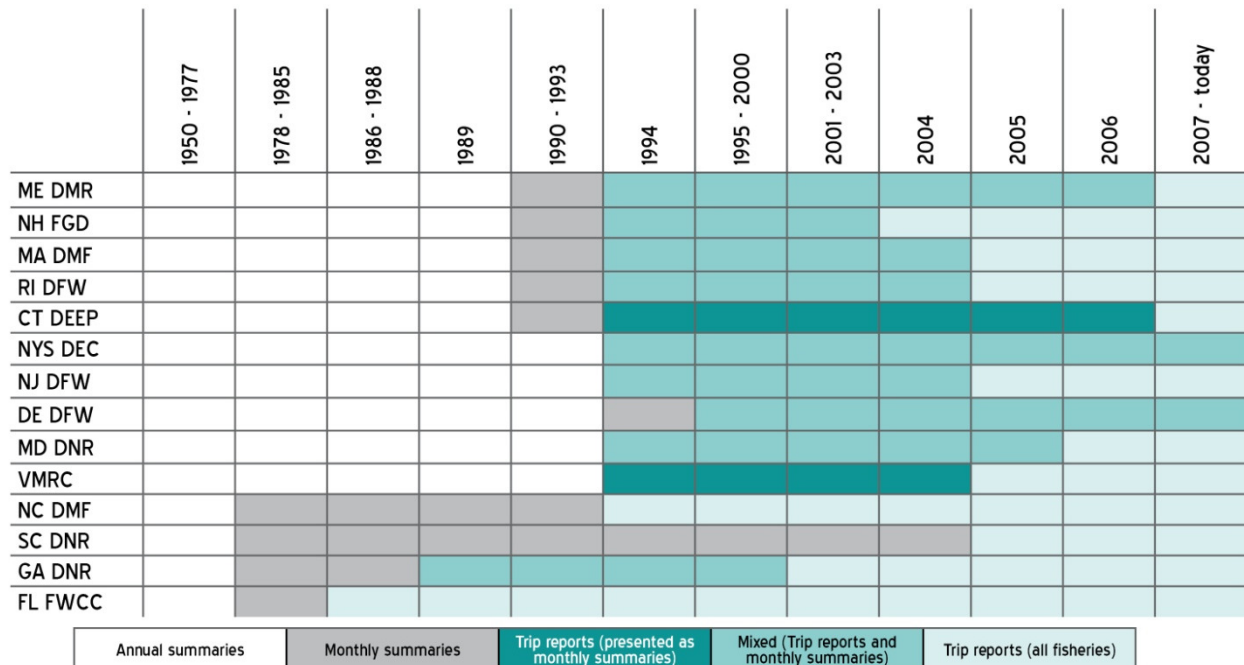 1950 - 1977
1978 - 1985
1986 - 1988
1989
1990 - 1993
1994
1995 - 2000
2001 - 2003
2004
2005
2006
2007 - today
ME DMR
NH FGD
MA DMF
RI DFW
CT DEEP
NYS DEC
NJ DFW
DE DFW
MD DNR
VMRC
NC DMF
SC DNR
GA DNR
FL FWCC
Annual summaries
Monthly summaries
Trip reports (presented as
monthly summaries)
Mixed (Trip reports and
monthly summaries)
Trip reports (all fisheries)